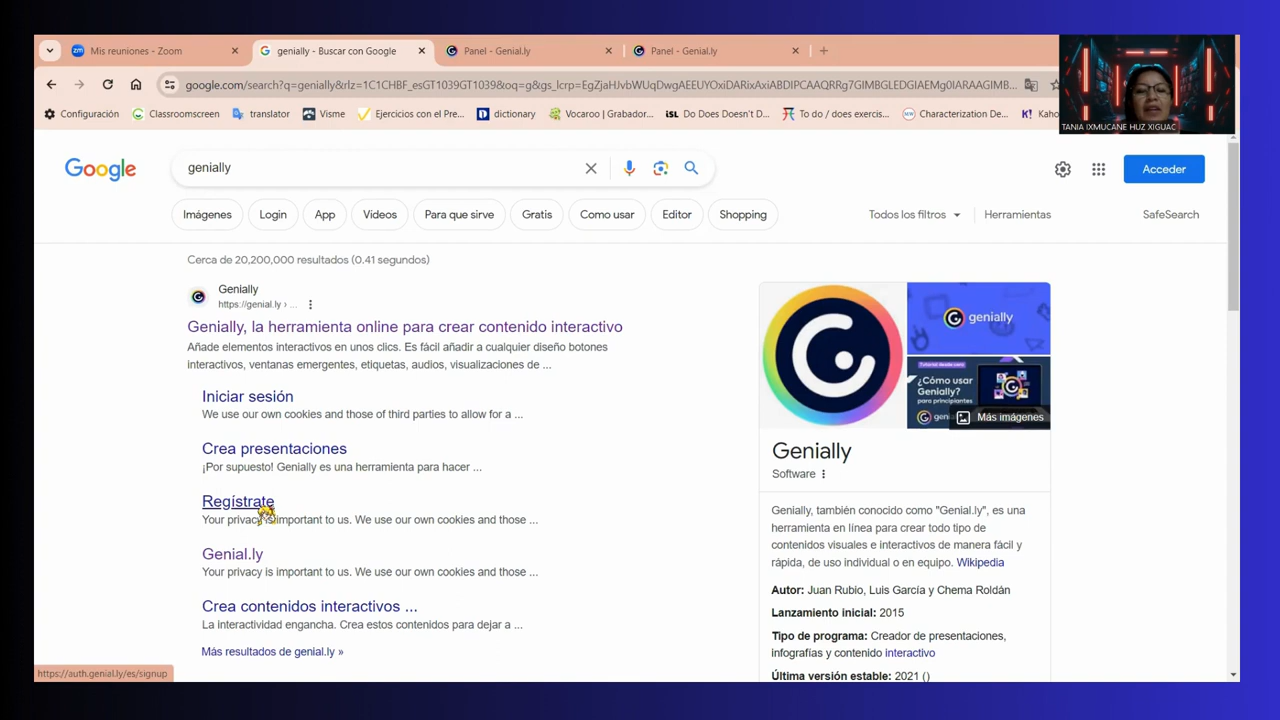 Mis reuniones - Zoom
genially - Buscar con Google
Panel - Genial.ly
Panel - Genial.ly
google.com/search?q=genially&rlz=1C1CHBF_esGT1039GT1039&oq=g&gs_lcrp=
Configuración
Classroomscreen
translator
Visme
Ejercicios con el Pre...
dictionary
Vocaroo | Grabador...
iSL
Do Does Doesn't D...
To do / does exercis...
MW
Characterization De...
K!
Kaho
TANIA IXMUCANE HUZ XIGUAC
Google
genially
Acceder
Imágenes
Login
App
Videos
Para que sirve
Gratis
Como usar
Editor
Shopping
Todos los filtros
Herramientas
SafeSearch
Cerca de 20,200,000 resultados (0.41 segundos)
Genially
https://genial.ly › ...
Genially, la herramienta online para crear contenido interactivo
Añade elementos interactivos en unos clics. Es fácil añadir a cualquier diseño botones
interactivos, ventanas emergentes, etiquetas, audios, visualizaciones de ...
Iniciar sesión
We use our own cookies and those of third parties to allow for a ...
Crea presentaciones
¡Por supuesto! Genially es una herramienta para hacer ...
Regístrate
Your privacy is important to us. We use our own cookies and those ...
Genial.ly
Your privacy is important to us. We use our own cookies and those ...
Crea contenidos interactivos ...
La interactividad engancha. Crea estos contenidos para dejar a ...
Más resultados de genial.ly »
https://auth.genial.ly/es/signup
genially
¿Cómo usar
Genially?
para principiantes
Más imágenes
Genially
Software
Genially, también conocido como "Genial.ly", es una
herramienta en línea para crear todo tipo de
contenidos visuales e interactivos de manera fácil y
rápida, de uso individual o en equipo. Wikipedia
Autor: Juan Rubio, Luis García y Chema Roldán
Lanzamiento inicial: 2015
Tipo de programa: Creador de presentaciones,
infografías y contenido interactivo
Última versión estable: 2021 ()